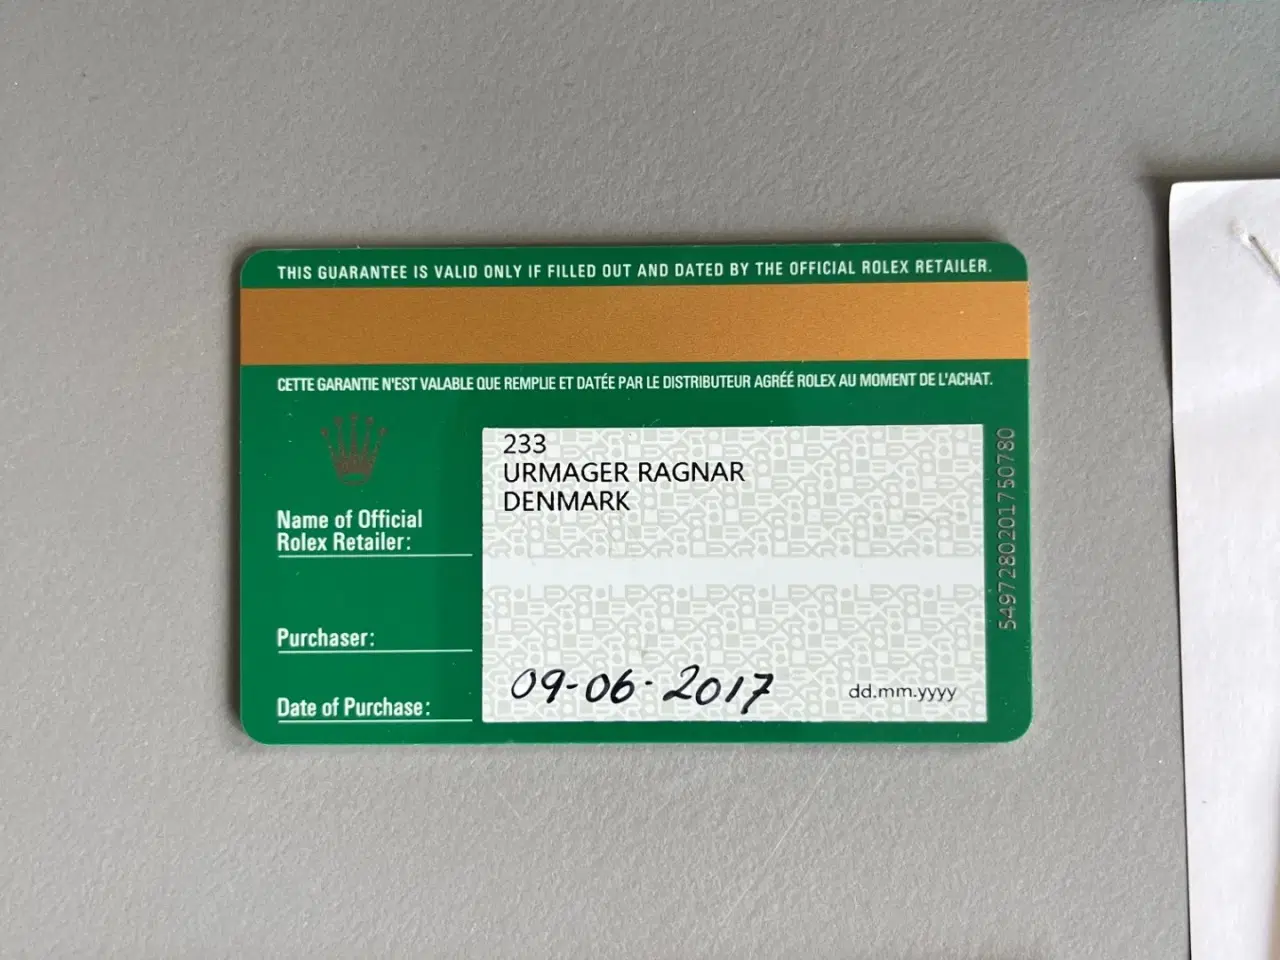 THIS GUARANTEE IS VALID ONLY IF FILLED OUT AND DATED BY THE OFFICIAL ROLEX RETAILER.
CETTE GARANTIE N'EST VALABLE QUE REMPLIE ET DATÉE PAR LE DISTRIBUTEUR AGRÉÉ ROLEX AU MOMENT DE L'ACHAT.
233
URMAGER RAGNAR
DENMARK
Name of Official
Rolex Retailer:
Purchaser:
Date of Purchase:
09-06-2017
dd.mm.yyyy
5497280201750780